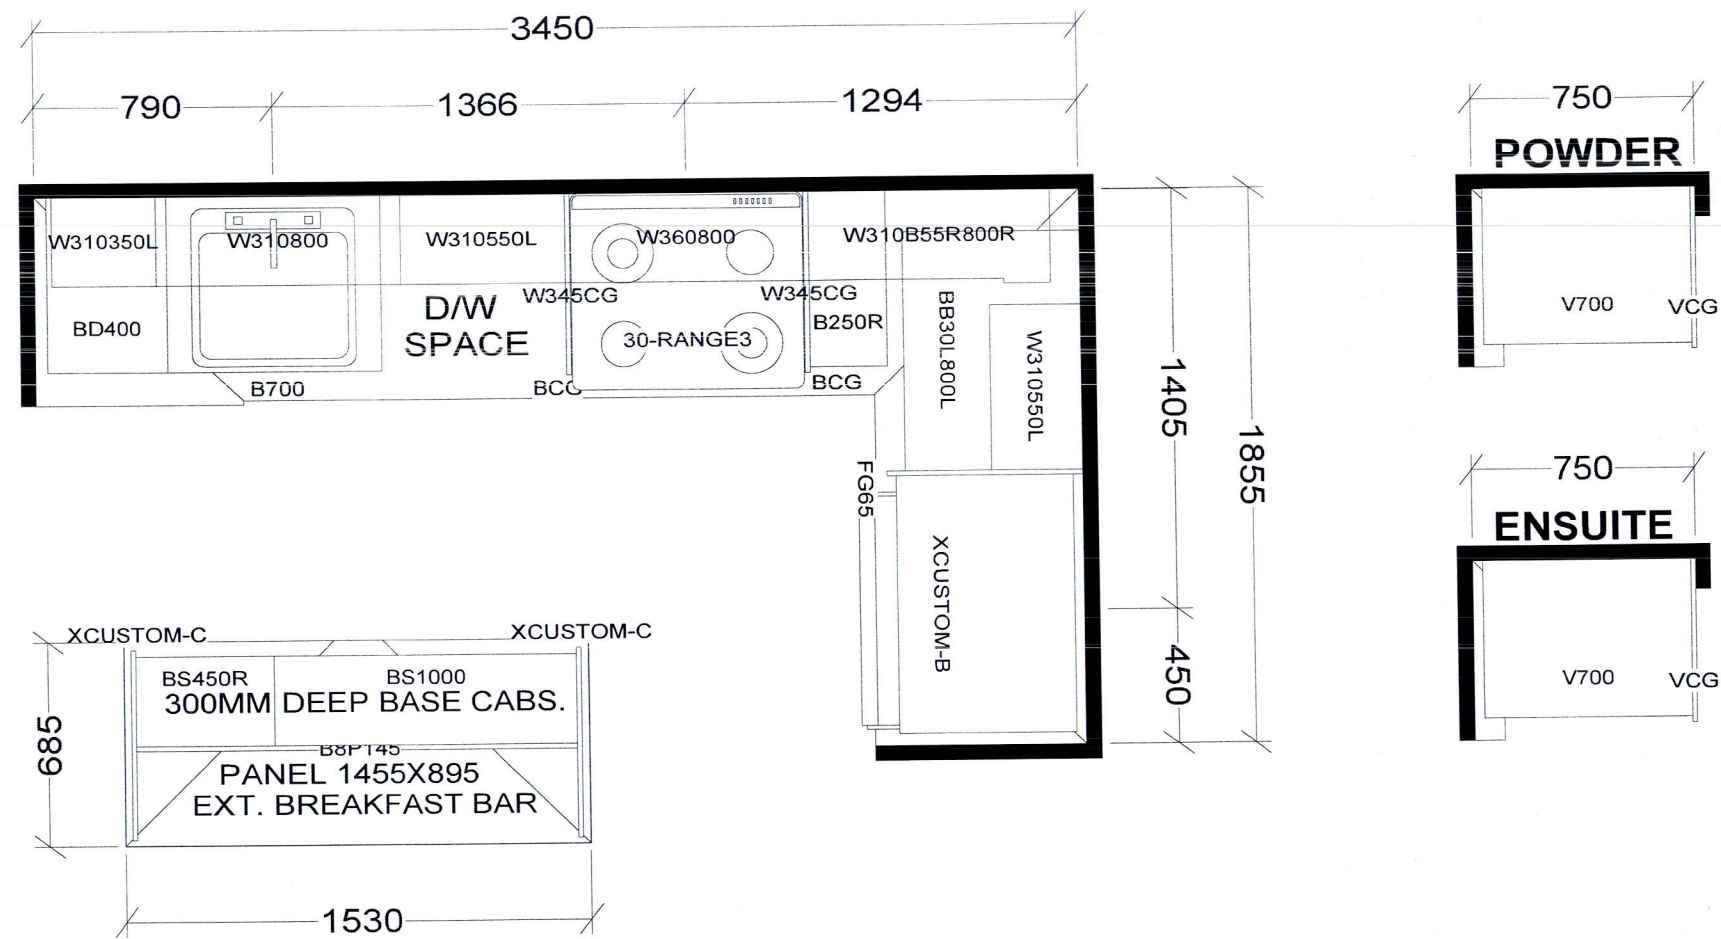 3450
790
1366
1294
750
POWDER
W310350L
W310800
W310550L
W360800
W310B55R800R
D/W
SPACE
W345CG
W345CG
BD400
30-RANGE3
B250R
B700
BCG
BCG
BB30L800L
W310550L
1405
1855
V700
VCG
FG65
XCUSTOM-B
450
750
ENSUITE
V700
VCG
XCUSTOM-C
XCUSTOM-C
BS450R
BS1000
300MM DEEP BASE CABS.
685
B8PT45
PANEL 1455X895
EXT. BREAKFAST BAR
1530